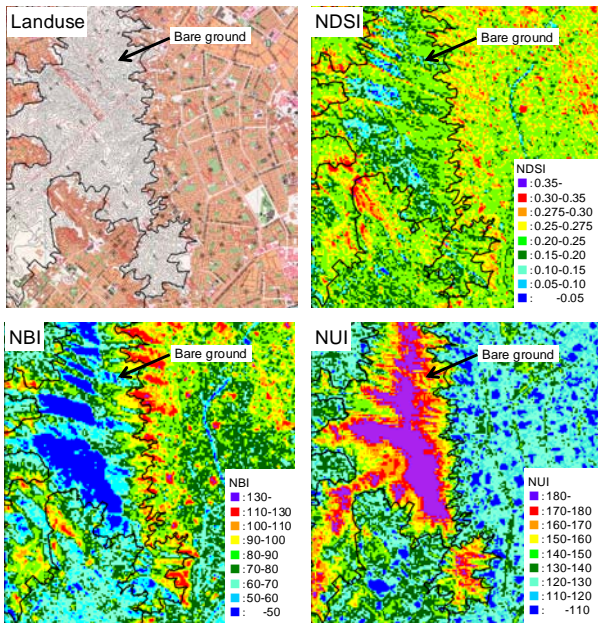 Landuse
Bare ground
NDSI
Bare ground
NDSI
: 0.35-
: 0.30-0.35
: 0.275-0.30
: 0.25-0.275
: 0.20-0.25
: 0.15-0.20
: 0.10-0.15
: 0.05-0.10
: -0.05
NBI
Bare ground
NBI
:130-
:110-130
:100-110
:90-100
:80-90
:70-80
:60-70
:50-60
: -50
NUI
Bare ground
NUI
:180-
:170-180
:160-170
:150-160
:140-150
:130-140
:120-130
:110-120
: -110